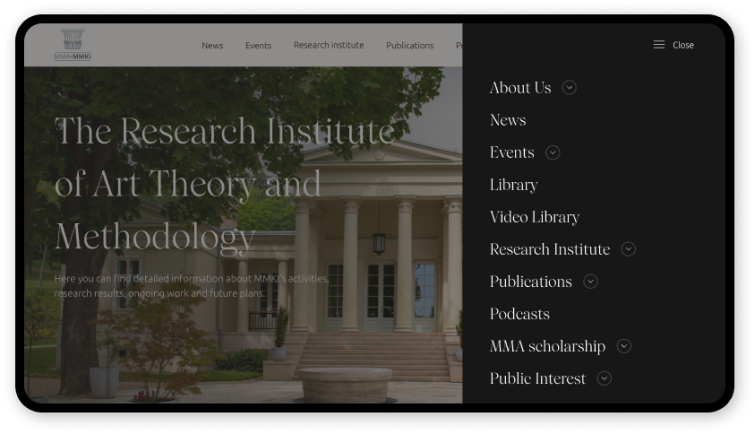 MMA•MMKI
News
Events
Research institute
Publications
The Research Institute
of Art Theory and
Methodology
Here you can find detailed information about MMKI's activities,
research results, ongoing work and future plans.
Close
About Us
News
Events
Library
Video Library
Research Institute
Publications
Podcasts
MMA scholarship
Public Interest